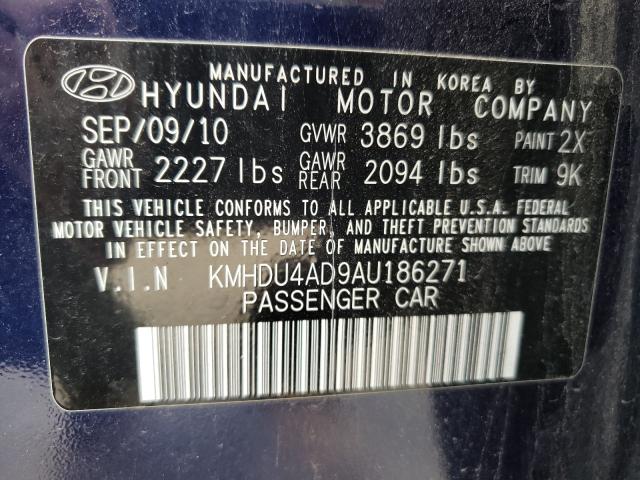 MANUFACTURED IN KOREA BY
HYUNDAI MOTOR COMPANY
SEP/09/10 GVWR 3869 lbs PAINT 2X
GAWR FRONT 2227 lbs GAWR REAR 2094 lbs TRIM 9K
THIS VEHICLE CONFORMS TO ALL APPLICABLE U.S.A. FEDERAL
MOTOR VEHICLE SAFETY, BUMPER, AND THEFT PREVENTION STANDARDS
IN EFFECT ON THE DATE OF MANUFACTURE SHOWN ABOVE
V.I.N KMHDU4AD9AU186271
PASSENGER CAR